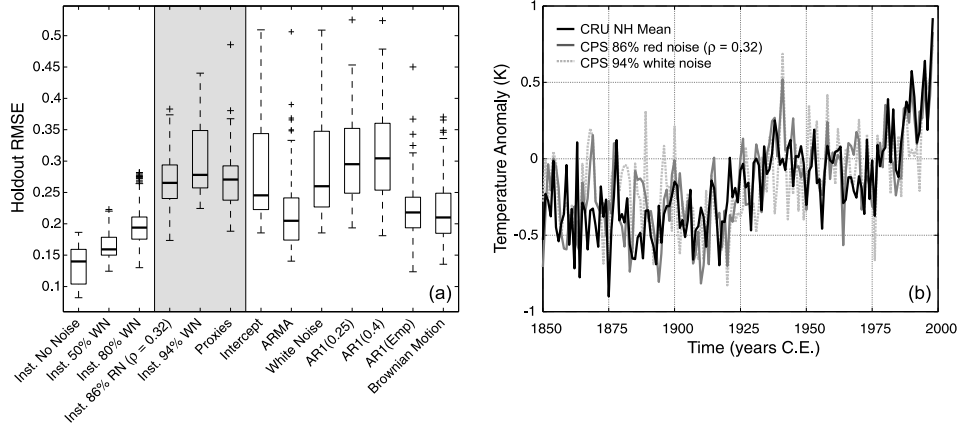 0.5
0.45
0.4
0.35
0.3
0.25
0.2
0.15
0.1
Holdout RMSE
(a)
Inst. No Noise
Inst. 50% WN
Inst. 80% WN
Inst. 86% RN (ρ = 0.32)
Inst. 94% WN
Proxies
Intercept
ARMA
White Noise
AR1(0.25)
AR1(0.4)
AR1(Emp)
Brownian Motion
1
0.5
0
-0.5
-1
Temperature Anomaly (K)
CRU NH Mean
CPS 86% red noise (ρ = 0.32)
CPS 94% white noise
(b)
1850 1875 1900 1925 1950 1975 2000
Time (years C.E.)